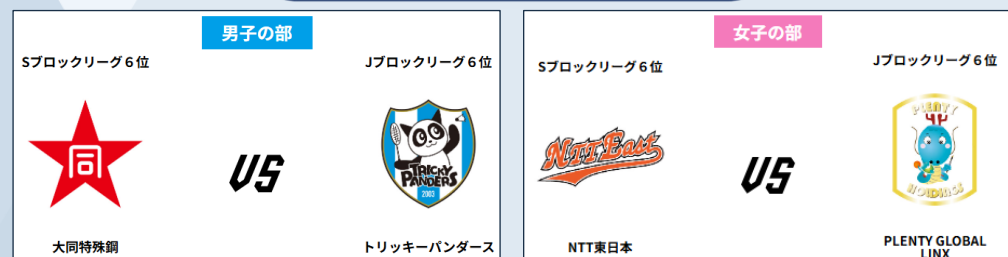 男子の部
Sブロックリーグ6位
Jブロックリーグ6位
同
VS
TRICKY
PANDERS
2003
大同特殊鋼
トリッキーパンダース
女子の部
Sブロックリーグ6位
Jブロックリーグ6位
NTT East
VS
PLENTY
HOLDINGS
NTT東日本
PLENTY GLOBAL
LINX